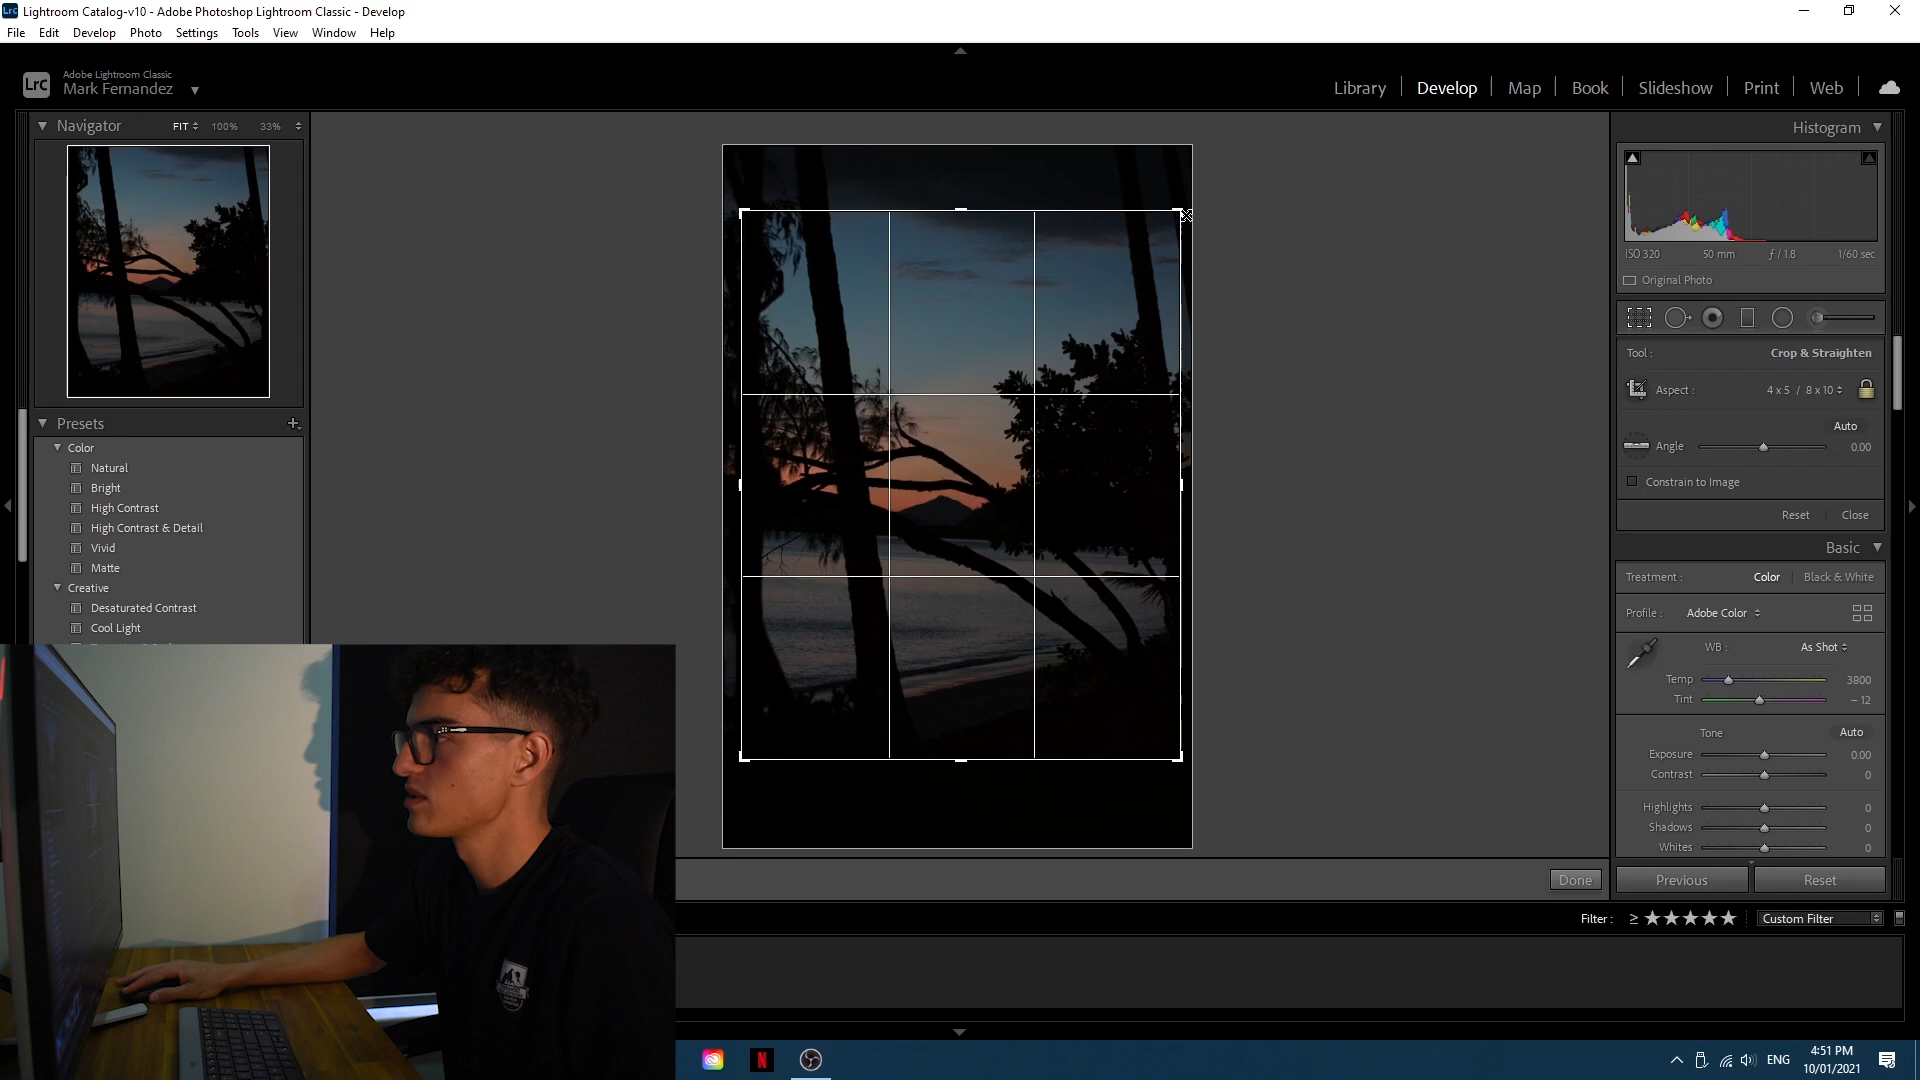 Lrc Lightroom Catalog-v10 - Adobe Photoshop Lightroom Classic - Develop
File Edit Develop Photo Settings Tools View Window Help
Lrc Adobe Lightroom Classic
Mark Fernandez
Library Develop Map Book Slideshow Print Web
Navigator FIT 100% 33%
Presets
Color
Natural
Bright
High Contrast
High Contrast & Detail
Vivid
Matte
Creative
Desaturated Contrast
Cool Light
Histogram
ISO 320 50 mm ƒ / 1.8 1/60 sec
Original Photo
Tool : Crop & Straighten
Aspect : 4 x 5 / 8 x 10
Auto
Angle 0.00
Constrain to Image
Reset Close
Basic
Treatment : Color Black & White
Profile : Adobe Color
WB : As Shot
Temp 3800
Tint – 12
Tone Auto
Exposure 0.00
Contrast 0
Highlights 0
Shadows 0
Whites 0
Done Previous Reset
Filter : ≥ ★★★★★ Custom Filter
N
ENG
4:51 PM
10/01/2021